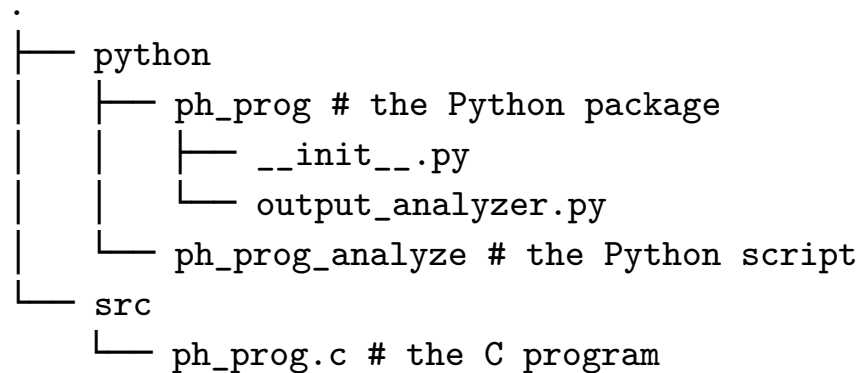 .
├── python
│   ├── ph_prog # the Python package
│   │   ├── __init__.py
│   │   └── output_analyzer.py
│   └── ph_prog_analyze # the Python script
└── src
    └── ph_prog.c # the C program